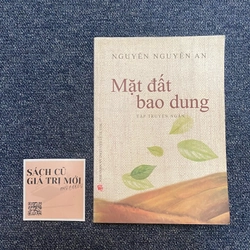 NGUYỄN NGUYÊN AN
Mặt đất
bao dung
TẬP TRUYỆN NGẮN
SÁCH CŨ
GIÁ TRỊ MỚI